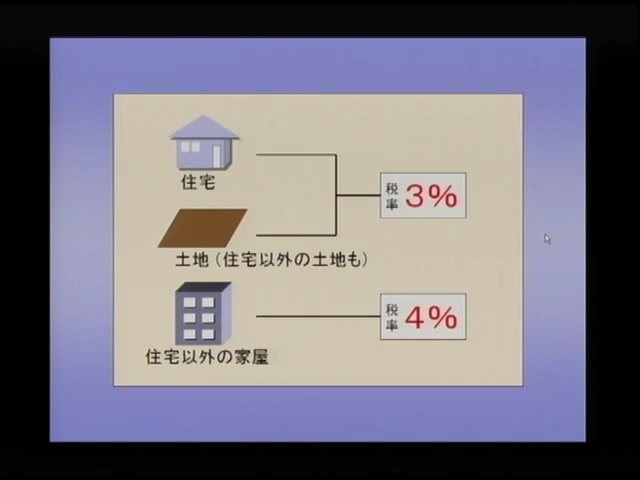 住宅
税率 3%
土地（住宅以外の土地も）
税率 4%
住宅以外の家屋